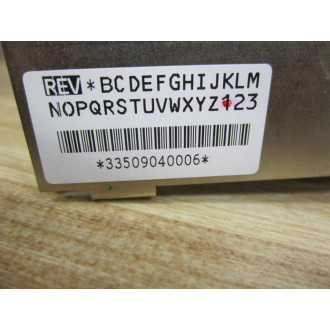 REV *BCDEFGHIJKLM
NOPQRSTUVWXYZ123
*33509040006*